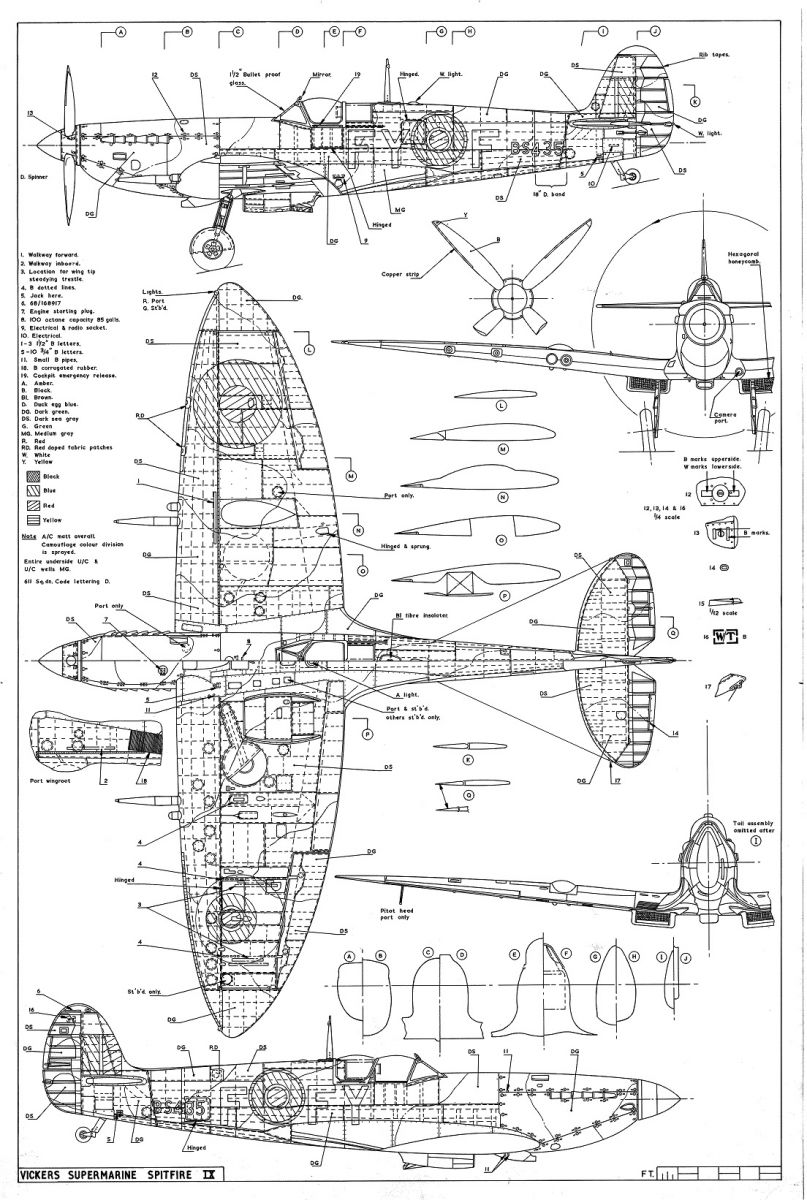 A B C D E F G H I J
1½" Bullet proof
glass.
Mirror.
19
Hinged.
W. light.
DG
DG
DS
Rib tapes.
12
DS
13
K
DG
W. light.
DS
D. Spinner
FY F
BS435
DG
MG
Hinged
DG
9
DS
18" D. band
5
10
Y
B
Copper strip
Hexagonal
honeycomb.
Camera
port
1. Walkway forward.
2. Walkway inboard.
3. Location for wing tip
steadying trestle.
4. B dotted lines.
5. Jack here.
6. 6S/168917
7. Engine starting plug.
8. 100 octane capacity 85 galls.
9. Electrical & radio socket.
10. Electrical.
1-3 1½" B letters.
5-10 ¾" B letters.
11. Small B pipes.
18. B corrugated rubber.
19. Cockpit emergency release.
A. Amber.
B. Black.
Bl. Brown.
D. Duck egg blue.
DG. Dark green.
DS. Dark sea gray
G. Green
MG. Medium gray
R. Red
RD. Red doped fabric patches
W. White
Y. Yellow
Black
Blue
Red
Yellow
Note A/C matt overall.
Camouflage colour division
is sprayed.
Entire underside U/C &
U/C wells MG.
611 Sq.dn. Code lettering D.
Lights.
R. Port
G. St'b'd.
DG.
DS
L
RD
DS
M
1
Port only.
N
Hinged & sprung.
DG
O
DS
Port only
DG
Bl fibre insulator.
DS
7
8
5
11
A light.
Port & st'b'd.
others st'b'd only.
P
DS
Port wingroot
2
18
4
DG
4
Hinged
3
DS
4
St'b'd only.
DG
L
M
N
O
P
K
Q
B marks upperside.
W marks lowerside.
12
12, 13, 14 & 16
¼ scale
13
B marks.
14
15
1/12 scale
16
WT
B
17
DS
DG
Q
DS
14
DG
17
Tail assembly
omitted after
I
Pitot head
port only
A B C D E F G H I J
6
16
DS
DG
DS
DG
RD
DS
DS
11
DG
BS435
F FY
5
DG
Hinged
DG
11
VICKERS SUPERMARINE SPITFIRE IX
FT.